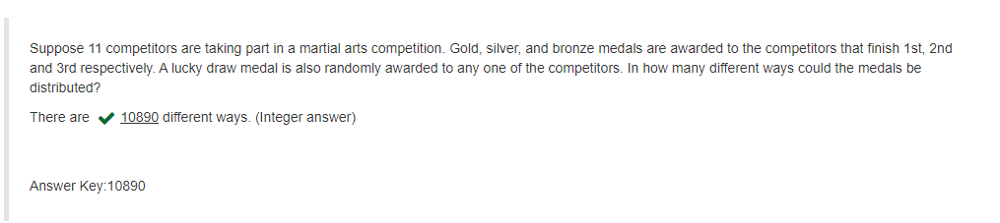 Suppose 11 competitors are taking part in a martial arts competition. Gold, silver, and bronze medals are awarded to the competitors that finish 1st, 2nd
and 3rd respectively. A lucky draw medal is also randomly awarded to any one of the competitors. In how many different ways could the medals be
distributed?
There are ✔ 10890 different ways. (Integer answer)
Answer Key:10890